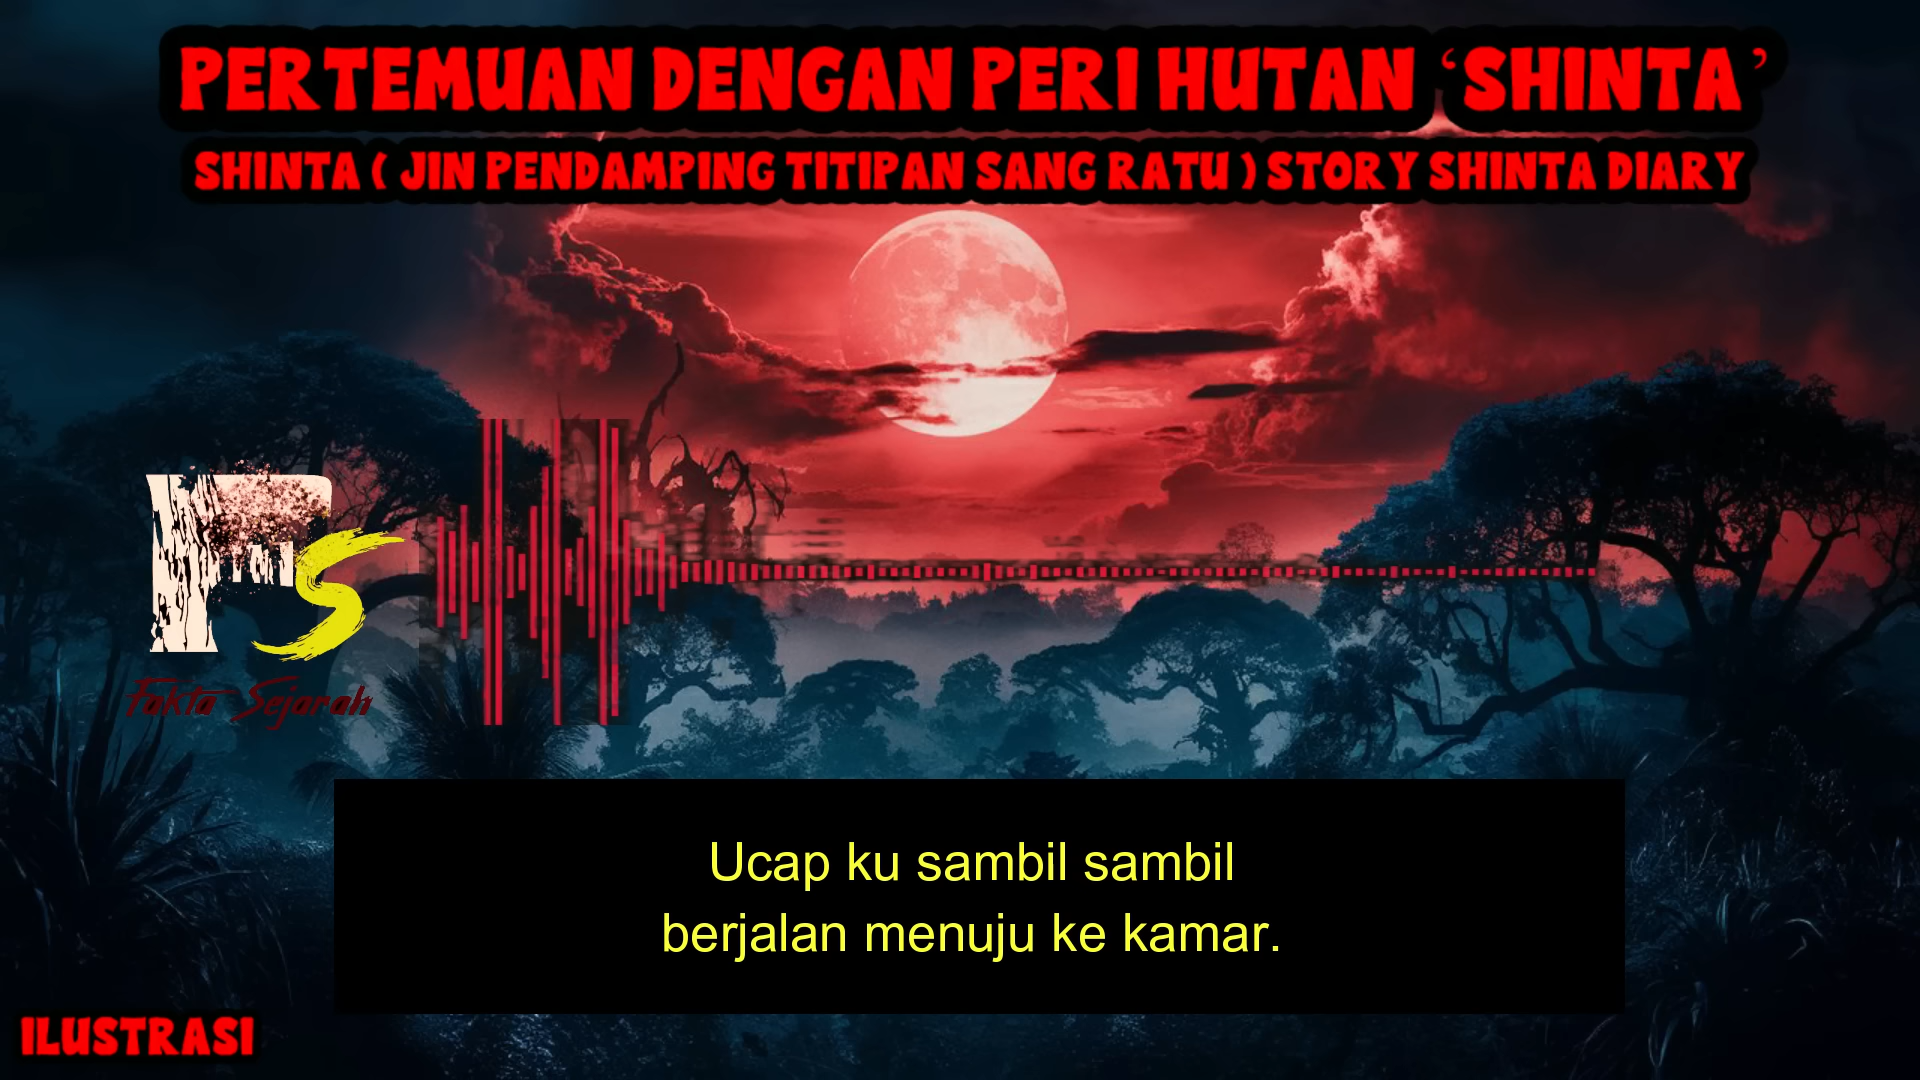 PERTEMUAN DENGAN PERI HUTAN ‘SHINTA’
SHINTA ( JIN PENDAMPING TITIPAN SANG RATU ) STORY SHINTA DIARY
FS
Fakta Sejarah
Ucap ku sambil sambil
berjalan menuju ke kamar.
ILUSTRASI